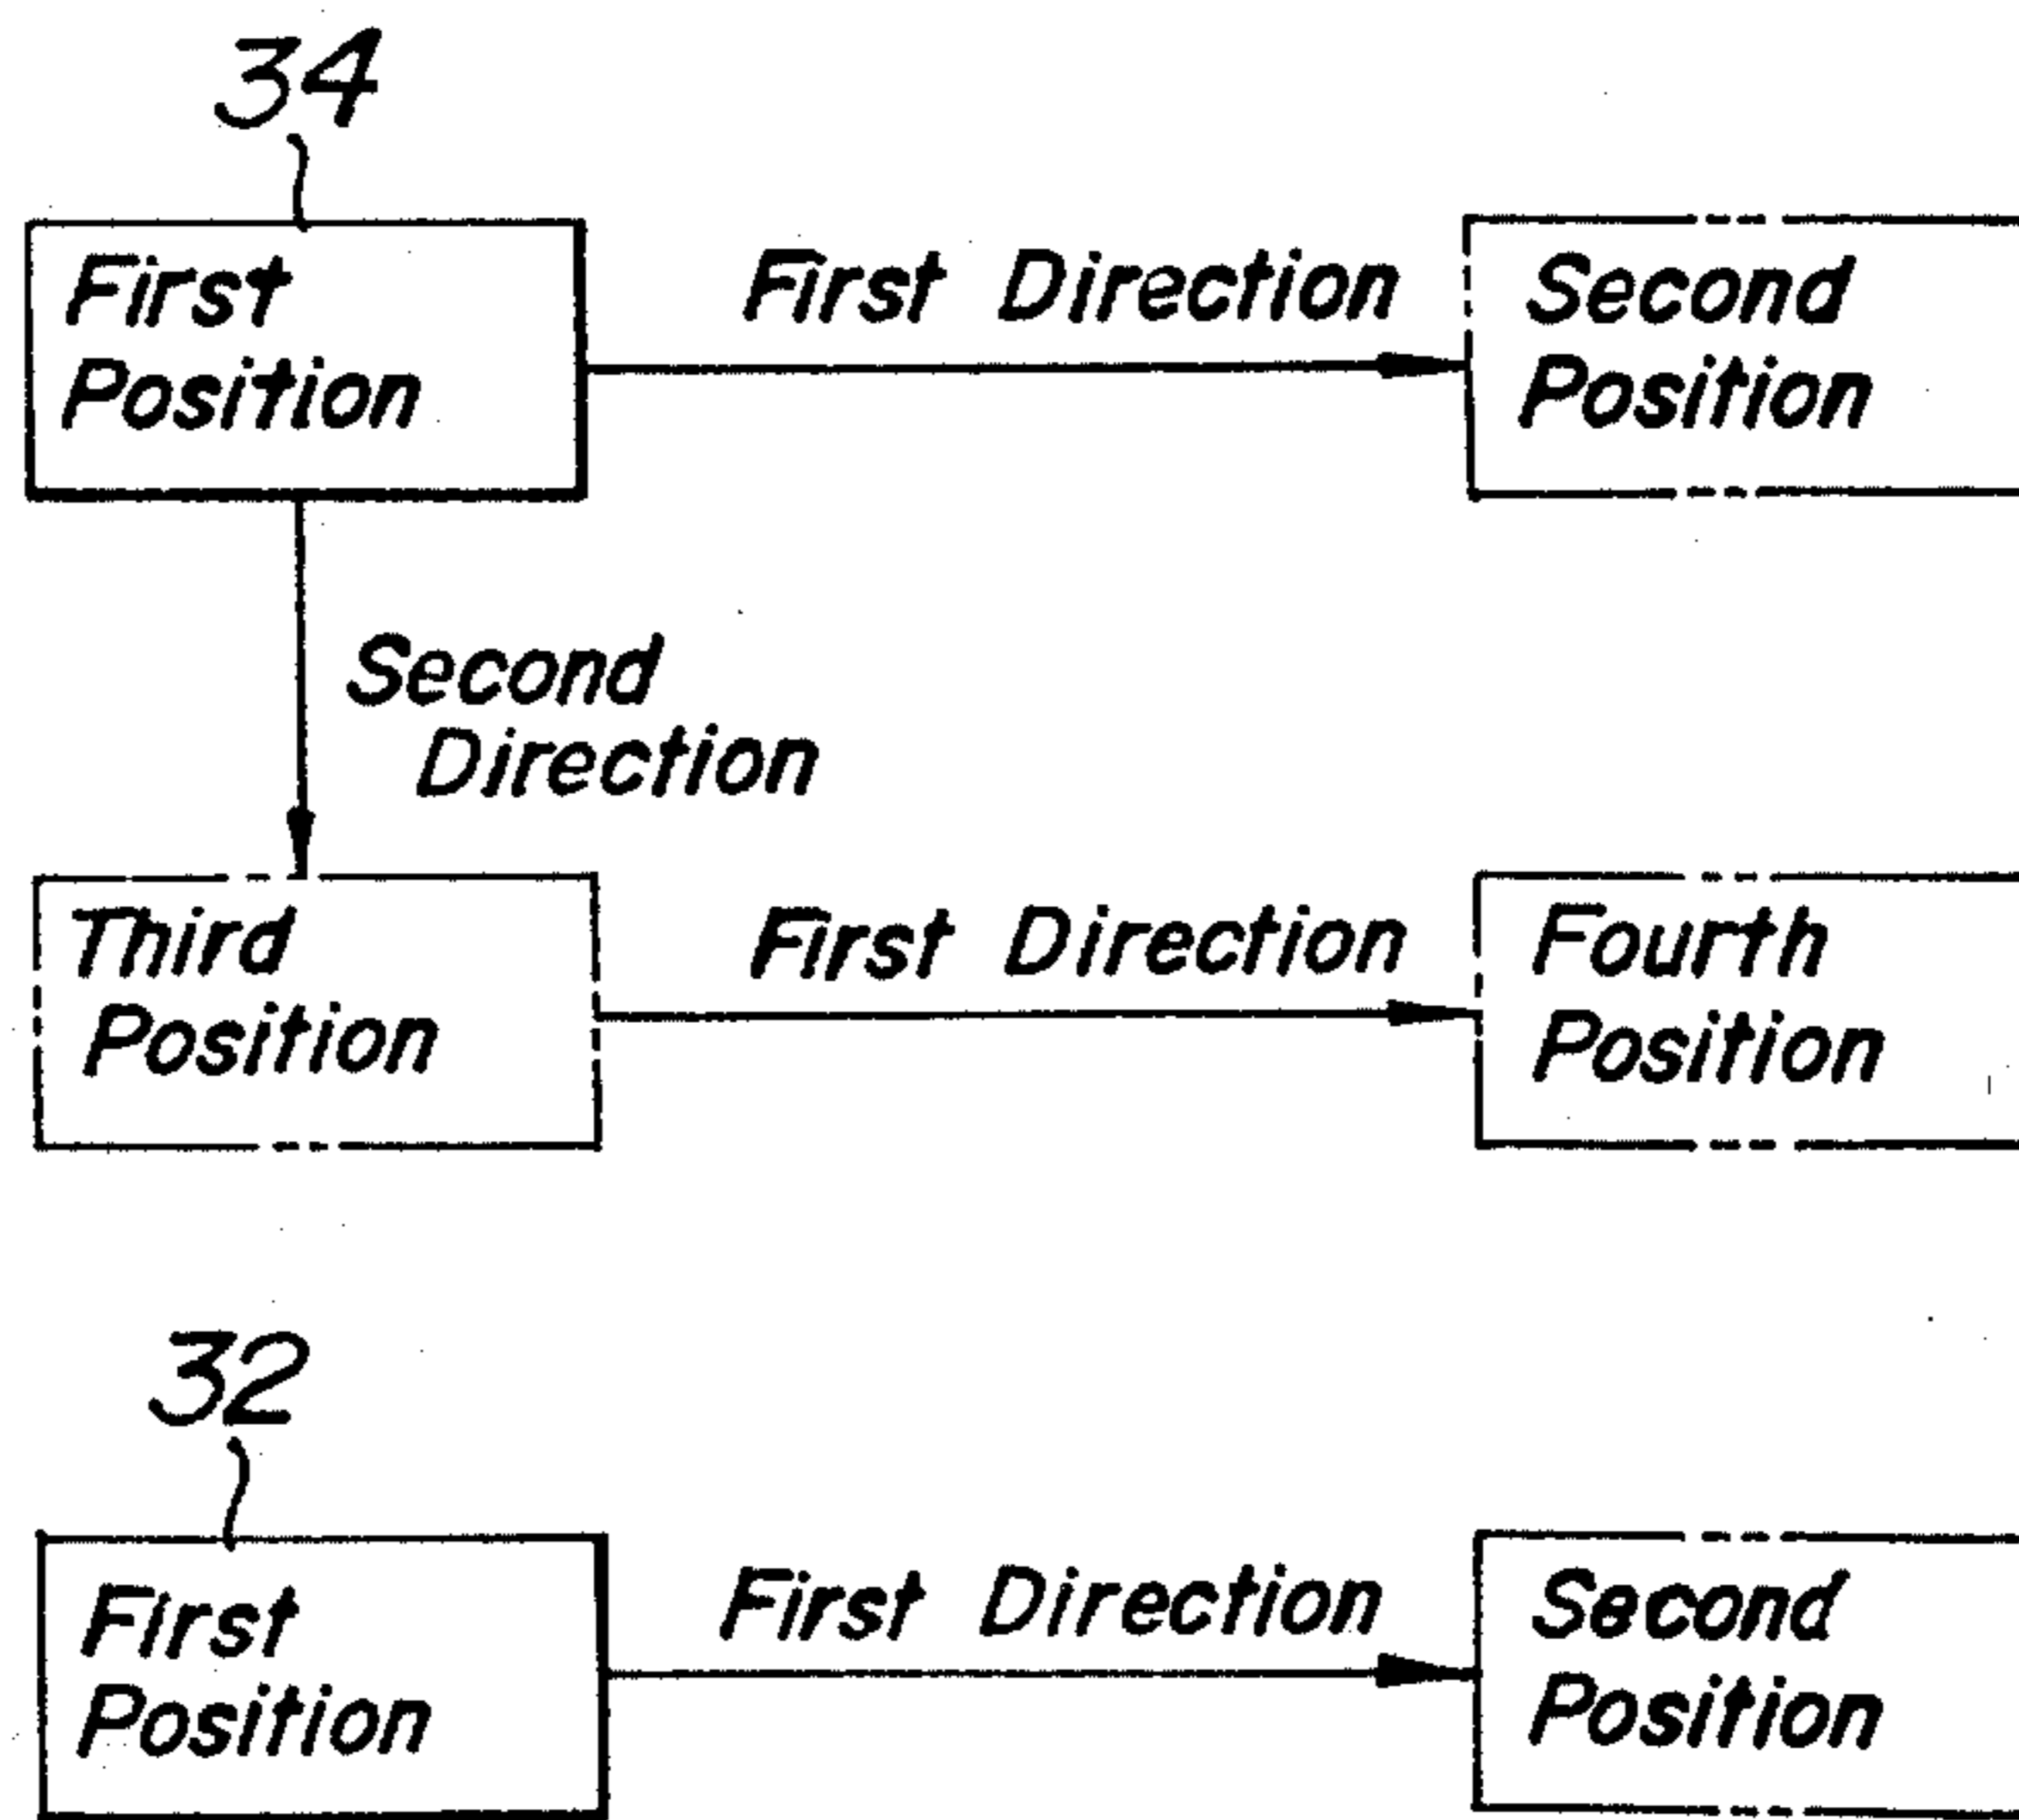 34
First
Position
First Direction
Second
Position
Second
Direction
Third
Position
First Direction
Fourth
Position
32
First
Position
First Direction
Second
Position